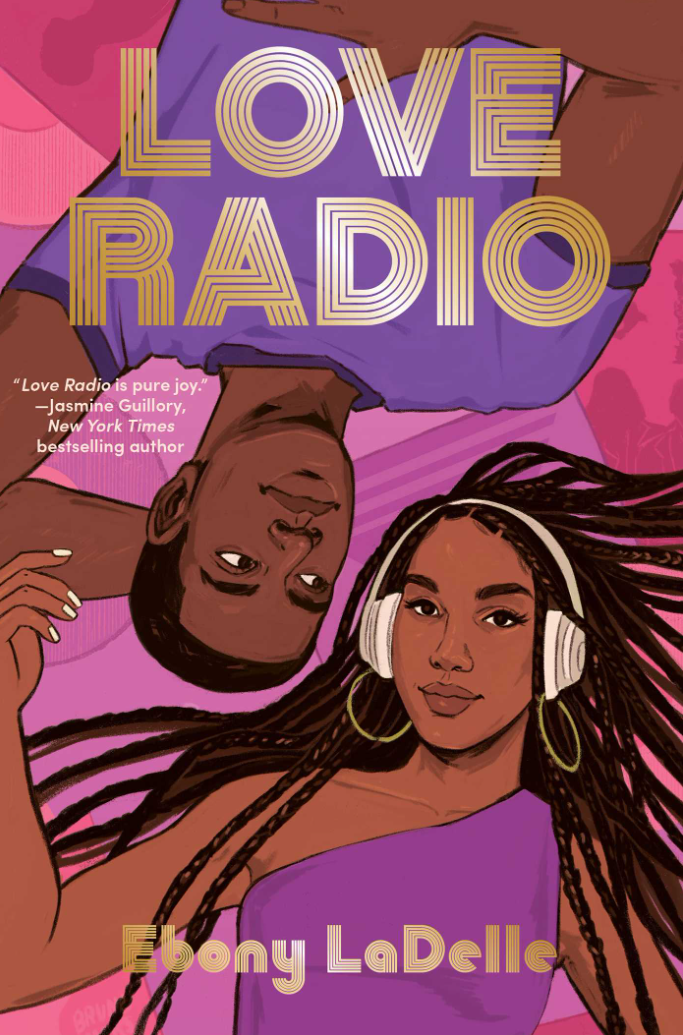 LOVE
RADIO
“Love Radio is pure joy.”
—Jasmine Guillory,
New York Times
bestselling author
Ebony LaDelle